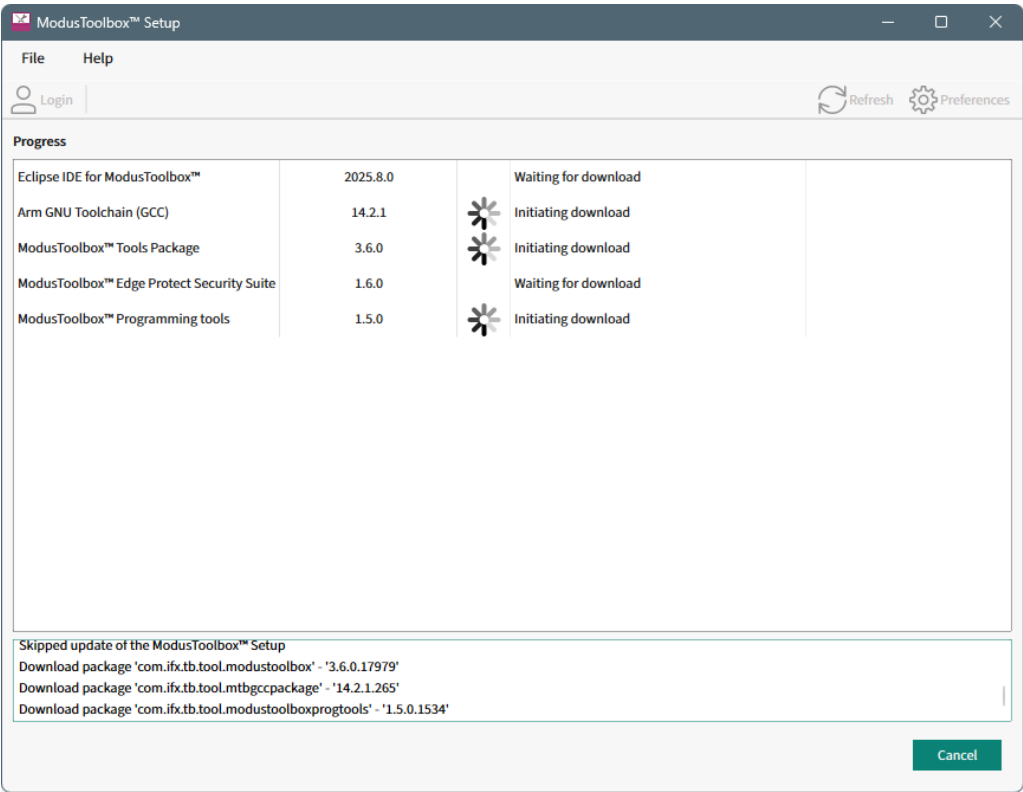 ModusToolbox™ Setup
File Help
Login Refresh Preferences
Progress
Eclipse IDE for ModusToolbox™ 2025.8.0 Waiting for download
Arm GNU Toolchain (GCC) 14.2.1 Initiating download
ModusToolbox™ Tools Package 3.6.0 Initiating download
ModusToolbox™ Edge Protect Security Suite 1.6.0 Waiting for download
ModusToolbox™ Programming tools 1.5.0 Initiating download
Skipped update of the ModusToolbox™ Setup
Download package 'com.ifx.tb.tool.modustoolbox' - '3.6.0.17979'
Download package 'com.ifx.tb.tool.mtbgccpackage' - '14.2.1.265'
Download package 'com.ifx.tb.tool.modustoolboxprogtools' - '1.5.0.1534'
Cancel